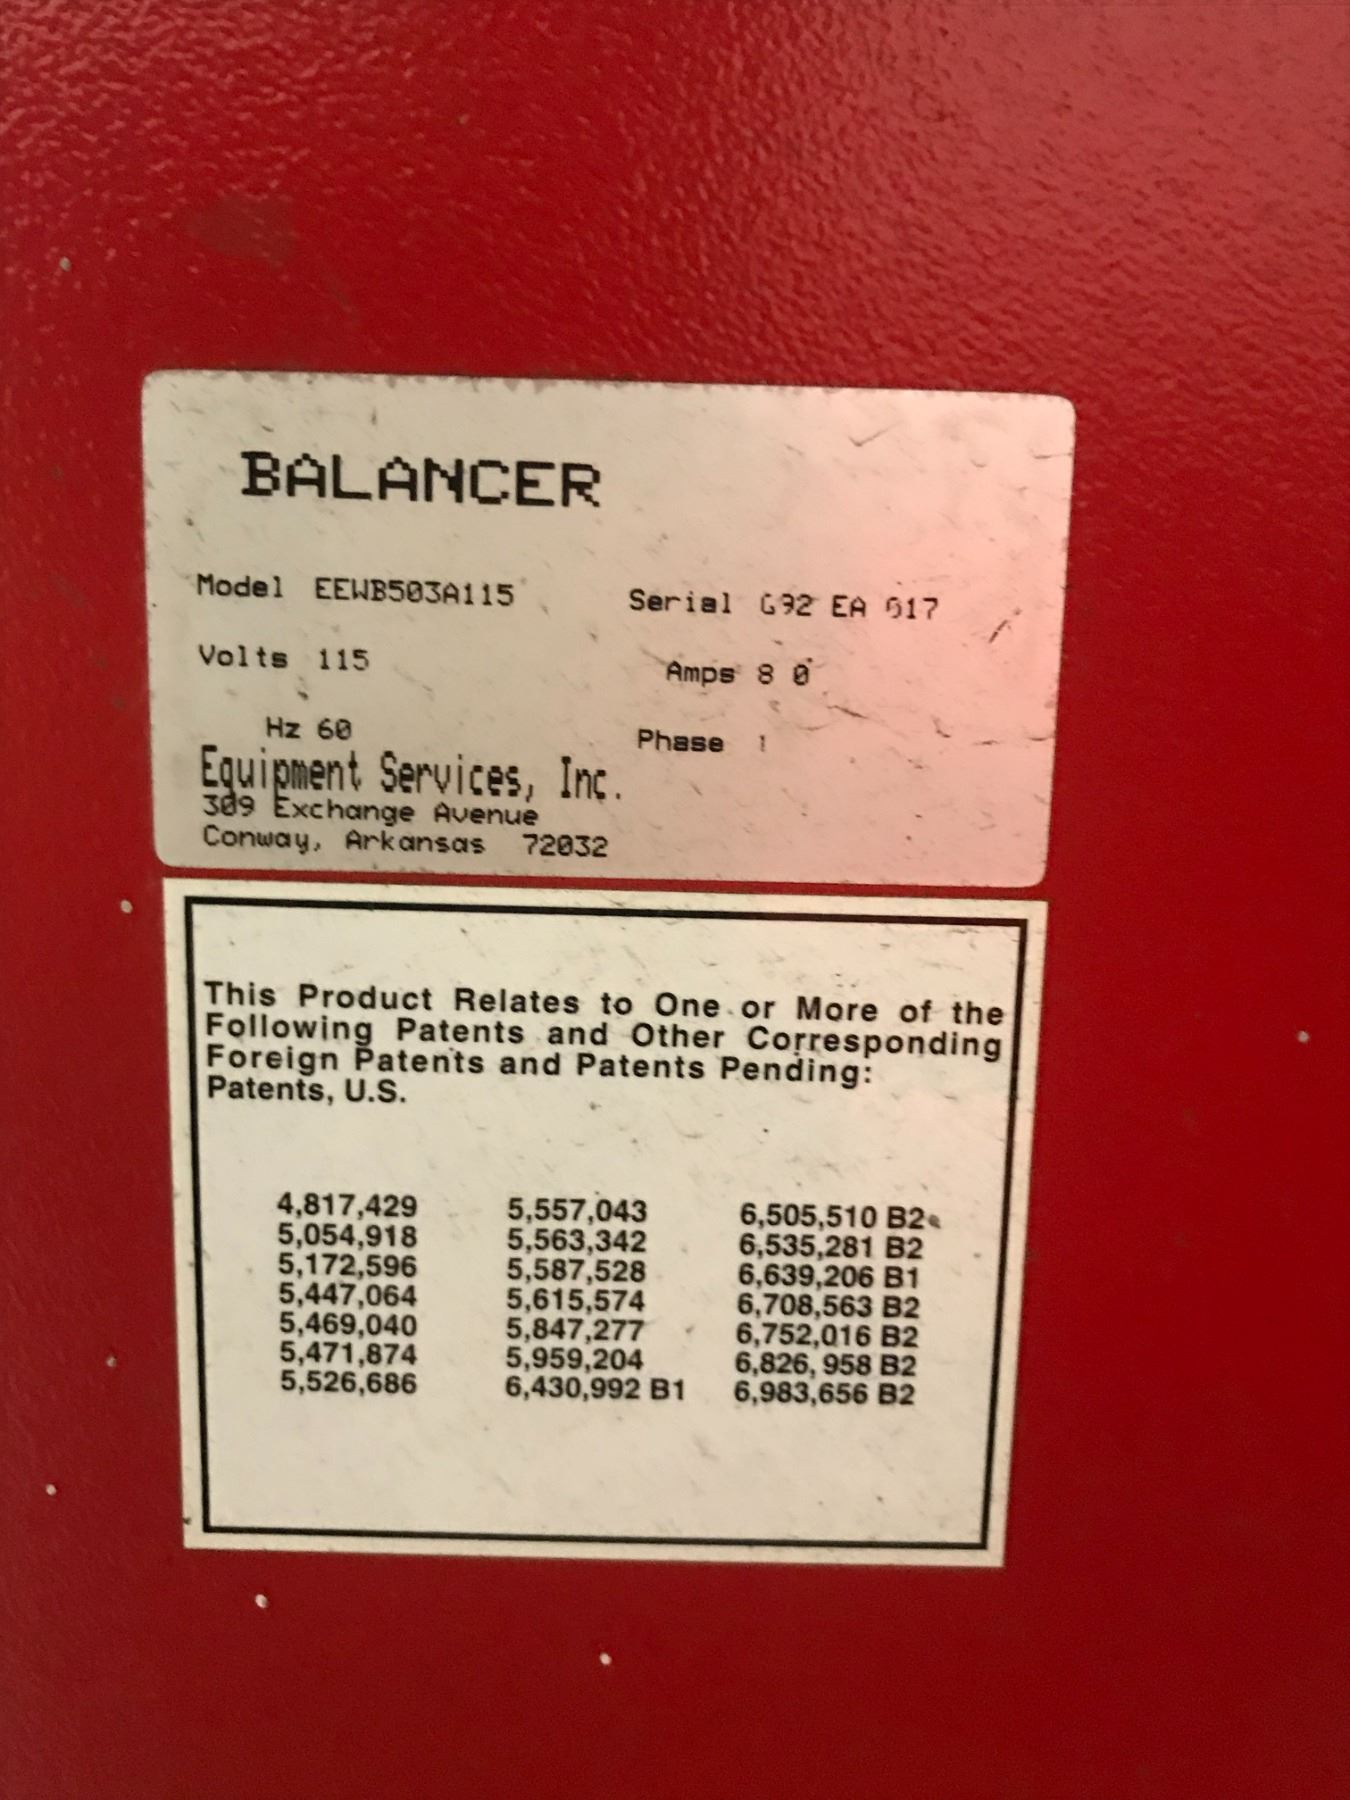 BALANCER
Model EEWB503A115 Serial G92 EA 017
Volts 115 Amps 8 0
Hz 60 Phase 1
Equipment Services, Inc.
309 Exchange Avenue
Conway, Arkansas 72032
This Product Relates to One or More of the
Following Patents and Other Corresponding
Foreign Patents and Patents Pending:
Patents, U.S.
4,817,429 5,557,043 6,505,510 B2
5,054,918 5,563,342 6,535,281 B2
5,172,596 5,587,528 6,639,206 B1
5,447,064 5,615,574 6,708,563 B2
5,469,040 5,847,277 6,752,016 B2
5,471,874 5,959,204 6,826,958 B2
5,526,686 6,430,992 B1 6,983,656 B2